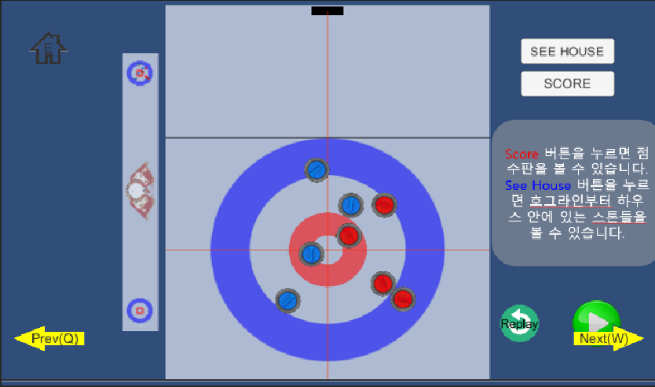 SEE HOUSE
SCORE
Score 버튼을 누르면 점
수판을 볼 수 있습니다.
See House 버튼을 누르
면 호그라인부터 하우
스 안에 있는 스톤들을
볼 수 있습니다.
Replay
Prev(Q)
Next(W)